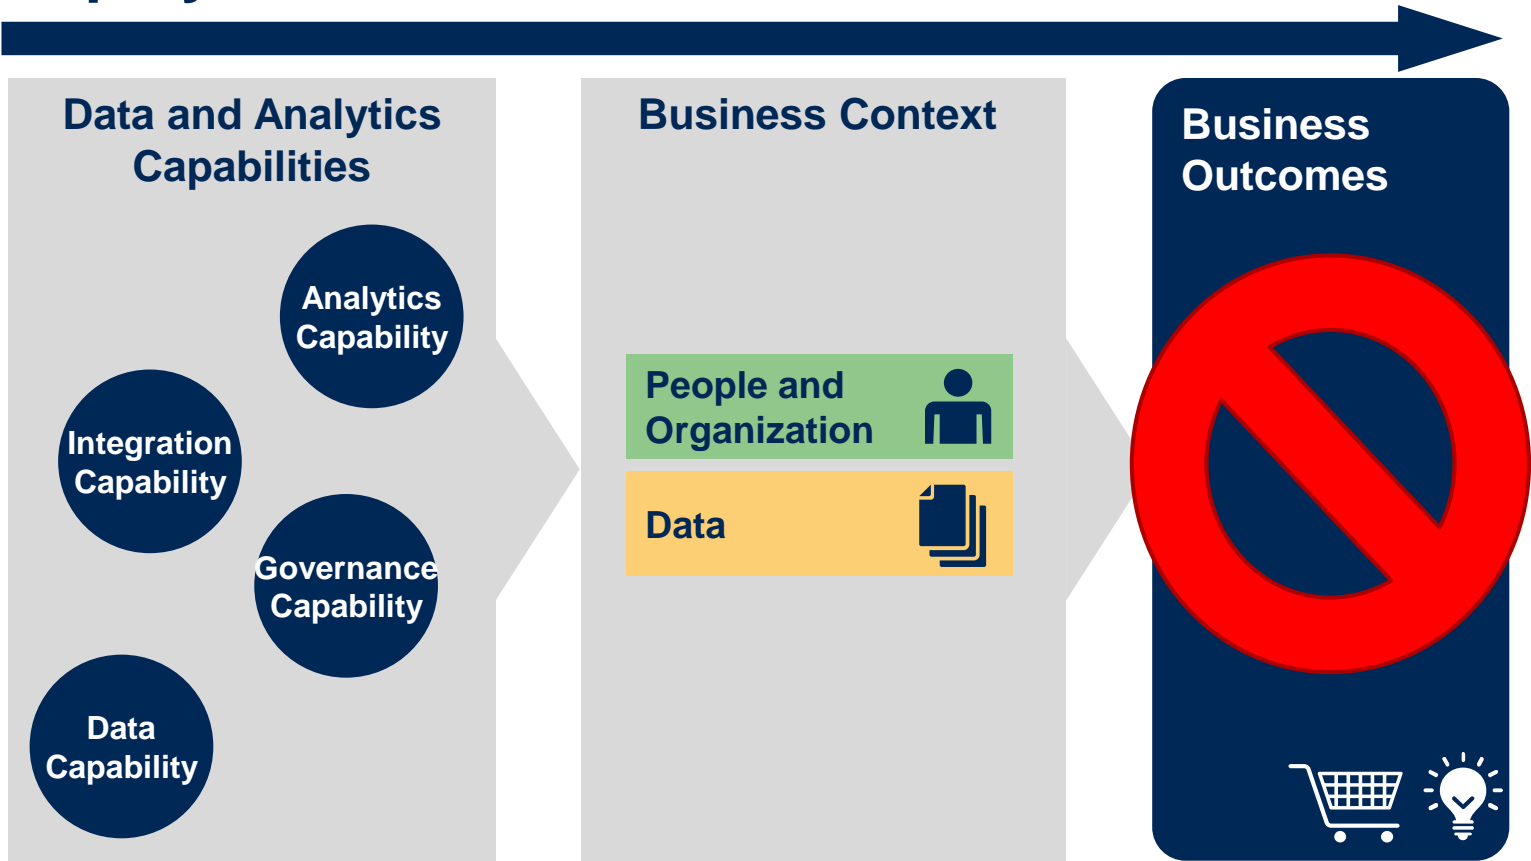 Data and Analytics
Capabilities
Analytics
Capability
Integration
Capability
Governance
Capability
Data
Capability
Business Context
People and
Organization
Data
Business
Outcomes